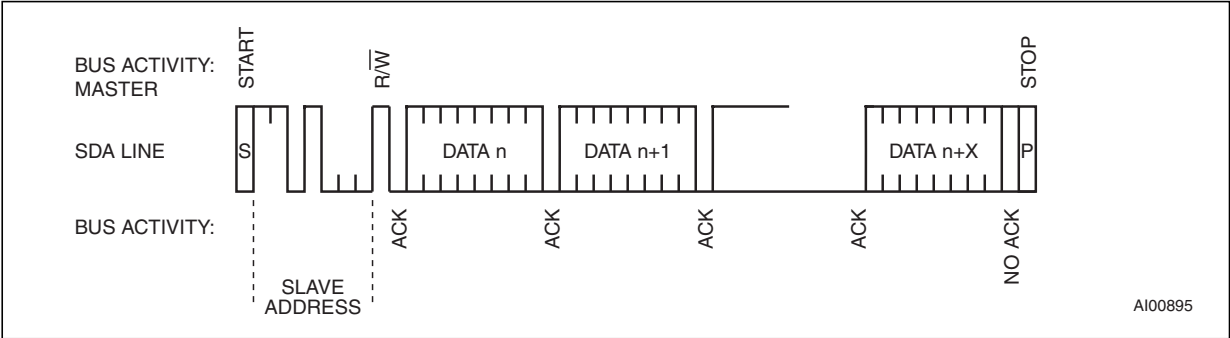 BUS ACTIVITY:
MASTER
START
R/W
STOP
SDA LINE
S
DATA n
DATA n+1
DATA n+X
P
BUS ACTIVITY:
ACK
ACK
ACK
ACK
NO ACK
SLAVE
ADDRESS
AI00895